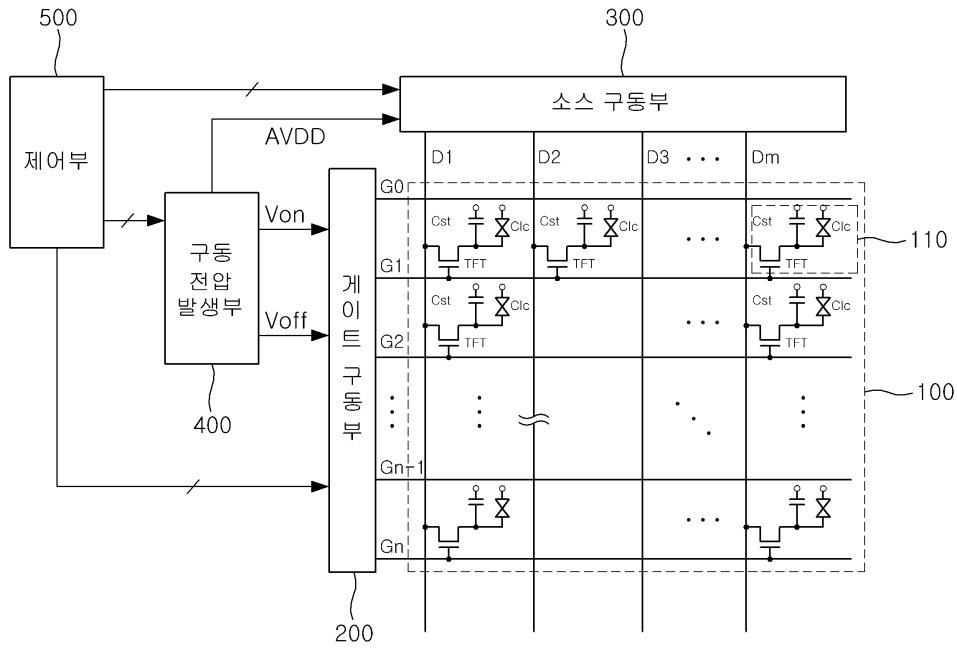 500
300
제어부
소스 구동부
AVDD
D1
D2
D3
Dm
G0
구동
전압
발생부
Von
Voff
400
게
이
트
구
동
부
200
Cst
Clc
TFT
Cst
Clc
TFT
Cst
Clc
TFT
110
G1
Cst
Clc
TFT
Cst
Clc
TFT
G2
100
Gn-1
Gn